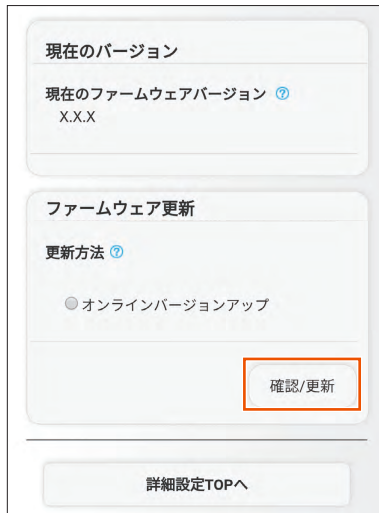 現在のバージョン
現在のファームウェアバージョン ?
X.X.X
ファームウェア更新
更新方法 ?
オンラインバージョンアップ
確認/更新
詳細設定TOPへ